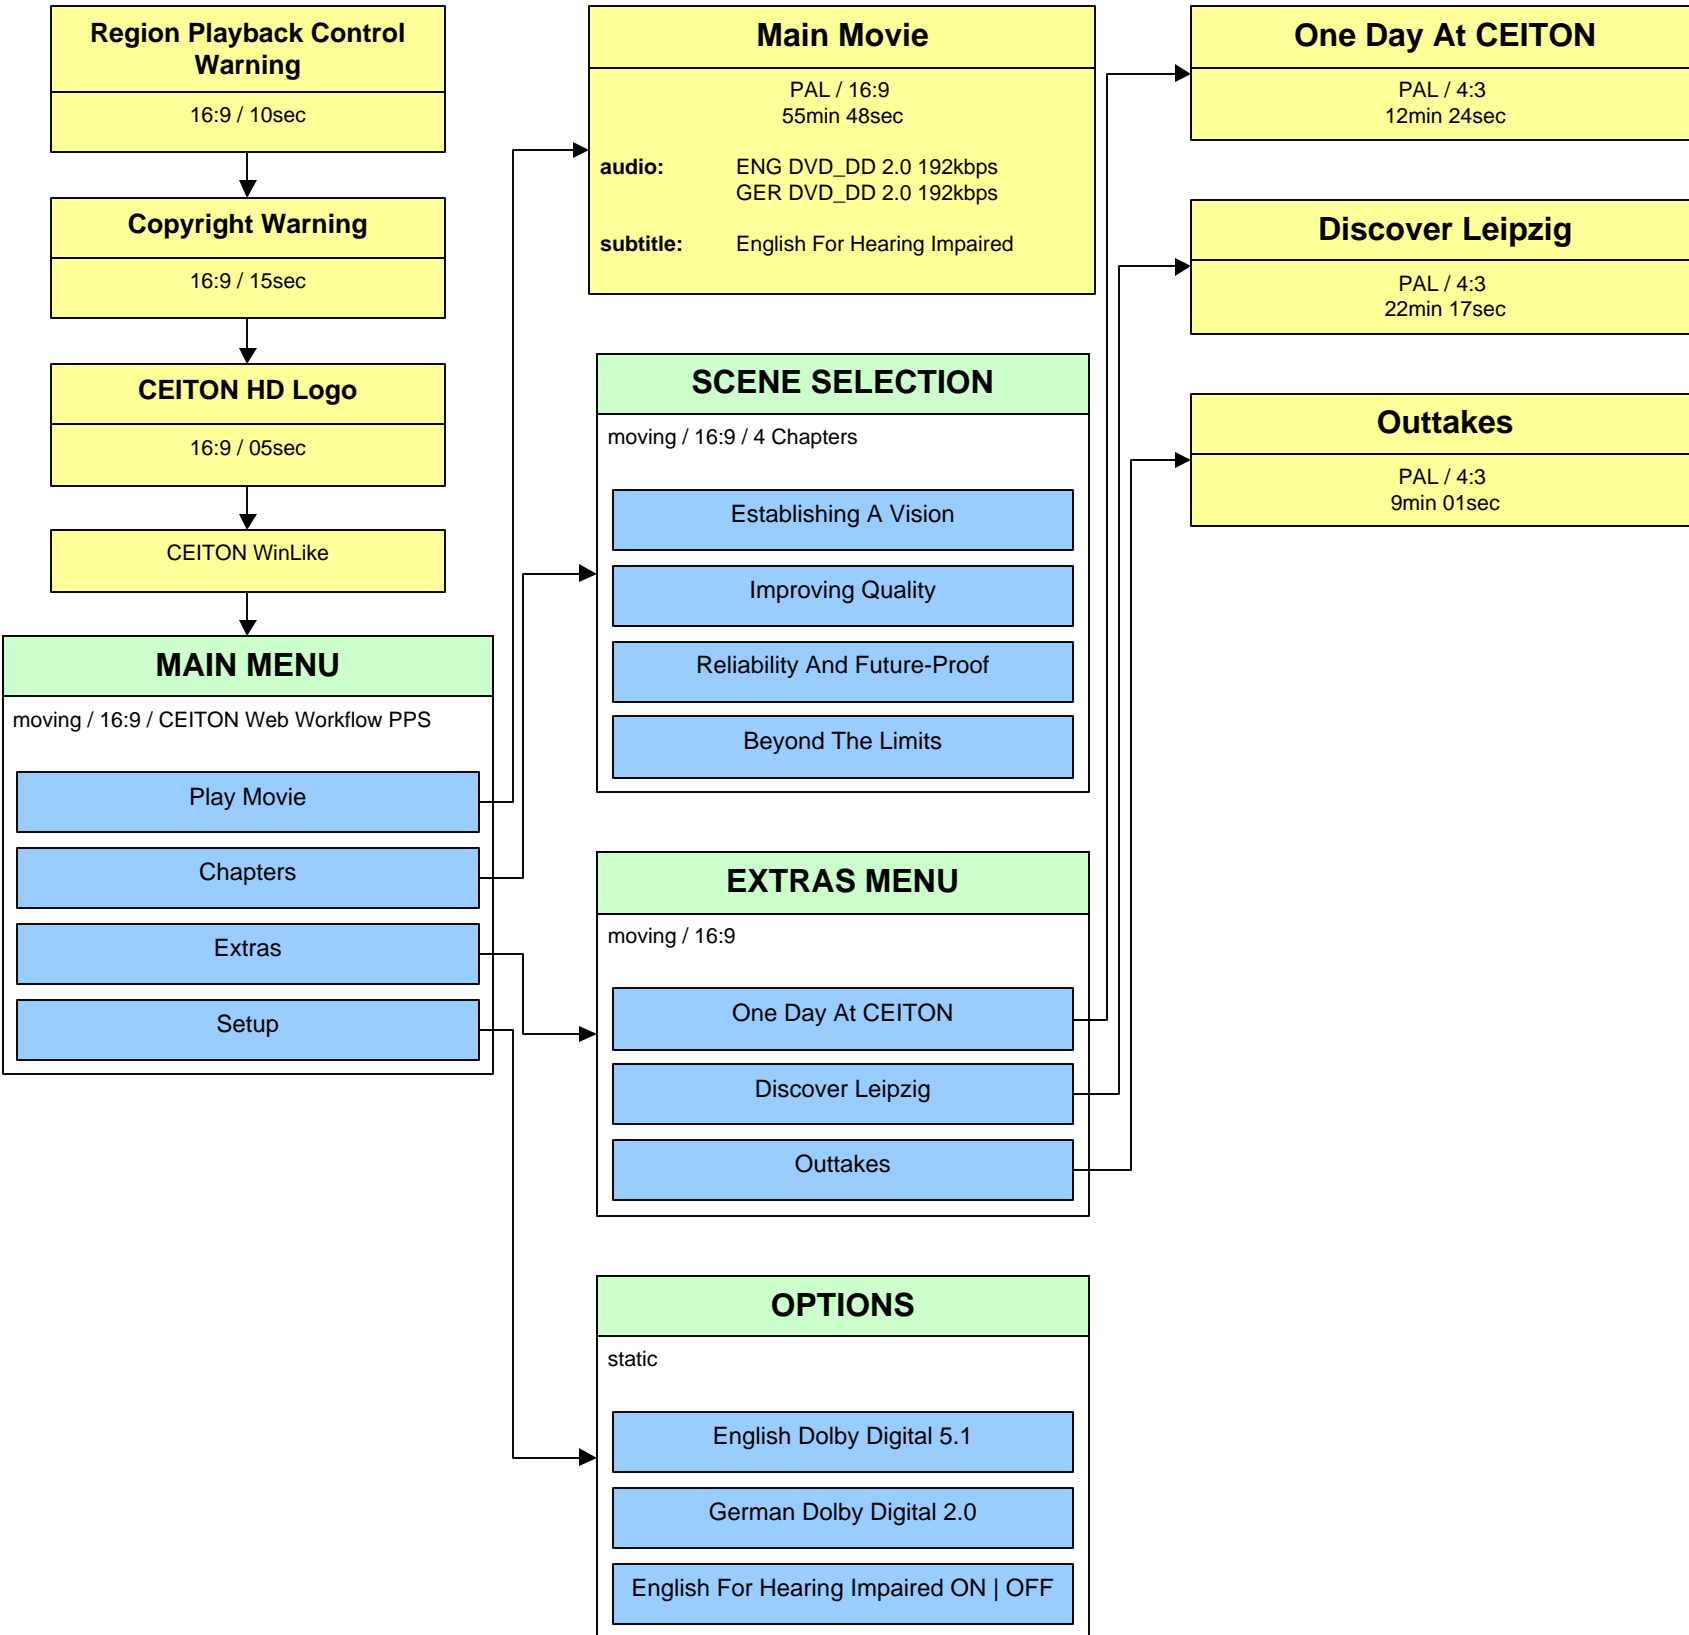 Region Playback Control
Warning
16:9 / 10sec
Copyright Warning
16:9 / 15sec
CEITON HD Logo
16:9 / 05sec
CEITON WinLike
MAIN MENU
moving / 16:9 / CEITON Web Workflow PPS
Play Movie
Chapters
Extras
Setup
Main Movie
PAL / 16:9
55min 48sec
audio: ENG DVD_DD 2.0 192kbps
GER DVD_DD 2.0 192kbps
subtitle: English For Hearing Impaired
SCENE SELECTION
moving / 16:9 / 4 Chapters
Establishing A Vision
Improving Quality
Reliability And Future-Proof
Beyond The Limits
EXTRAS MENU
moving / 16:9
One Day At CEITON
Discover Leipzig
Outtakes
OPTIONS
static
English Dolby Digital 5.1
German Dolby Digital 2.0
English For Hearing Impaired ON | OFF
One Day At CEITON
PAL / 4:3
12min 24sec
Discover Leipzig
PAL / 4:3
22min 17sec
Outtakes
PAL / 4:3
9min 01sec